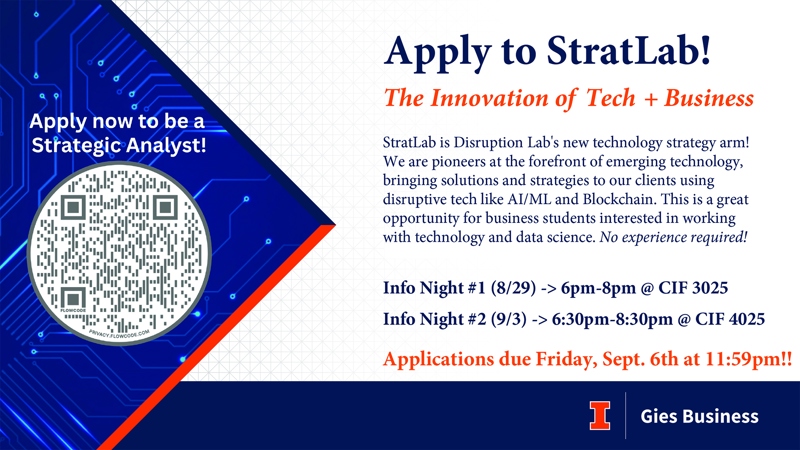 Apply to StratLab!
The Innovation of Tech + Business
Apply now to be a
Strategic Analyst!
FLOWCODE
PRIVACY.FLOWCODE.COM
StratLab is Disruption Lab's new technology strategy arm!
We are pioneers at the forefront of emerging technology,
bringing solutions and strategies to our clients using
disruptive tech like AI/ML and Blockchain. This is a great
opportunity for business students interested in working
with technology and data science. No experience required!
Info Night #1 (8/29) -> 6pm-8pm @ CIF 3025
Info Night #2 (9/3) -> 6:30pm-8:30pm @ CIF 4025
Applications due Friday, Sept. 6th at 11:59pm!!
I
Gies Business